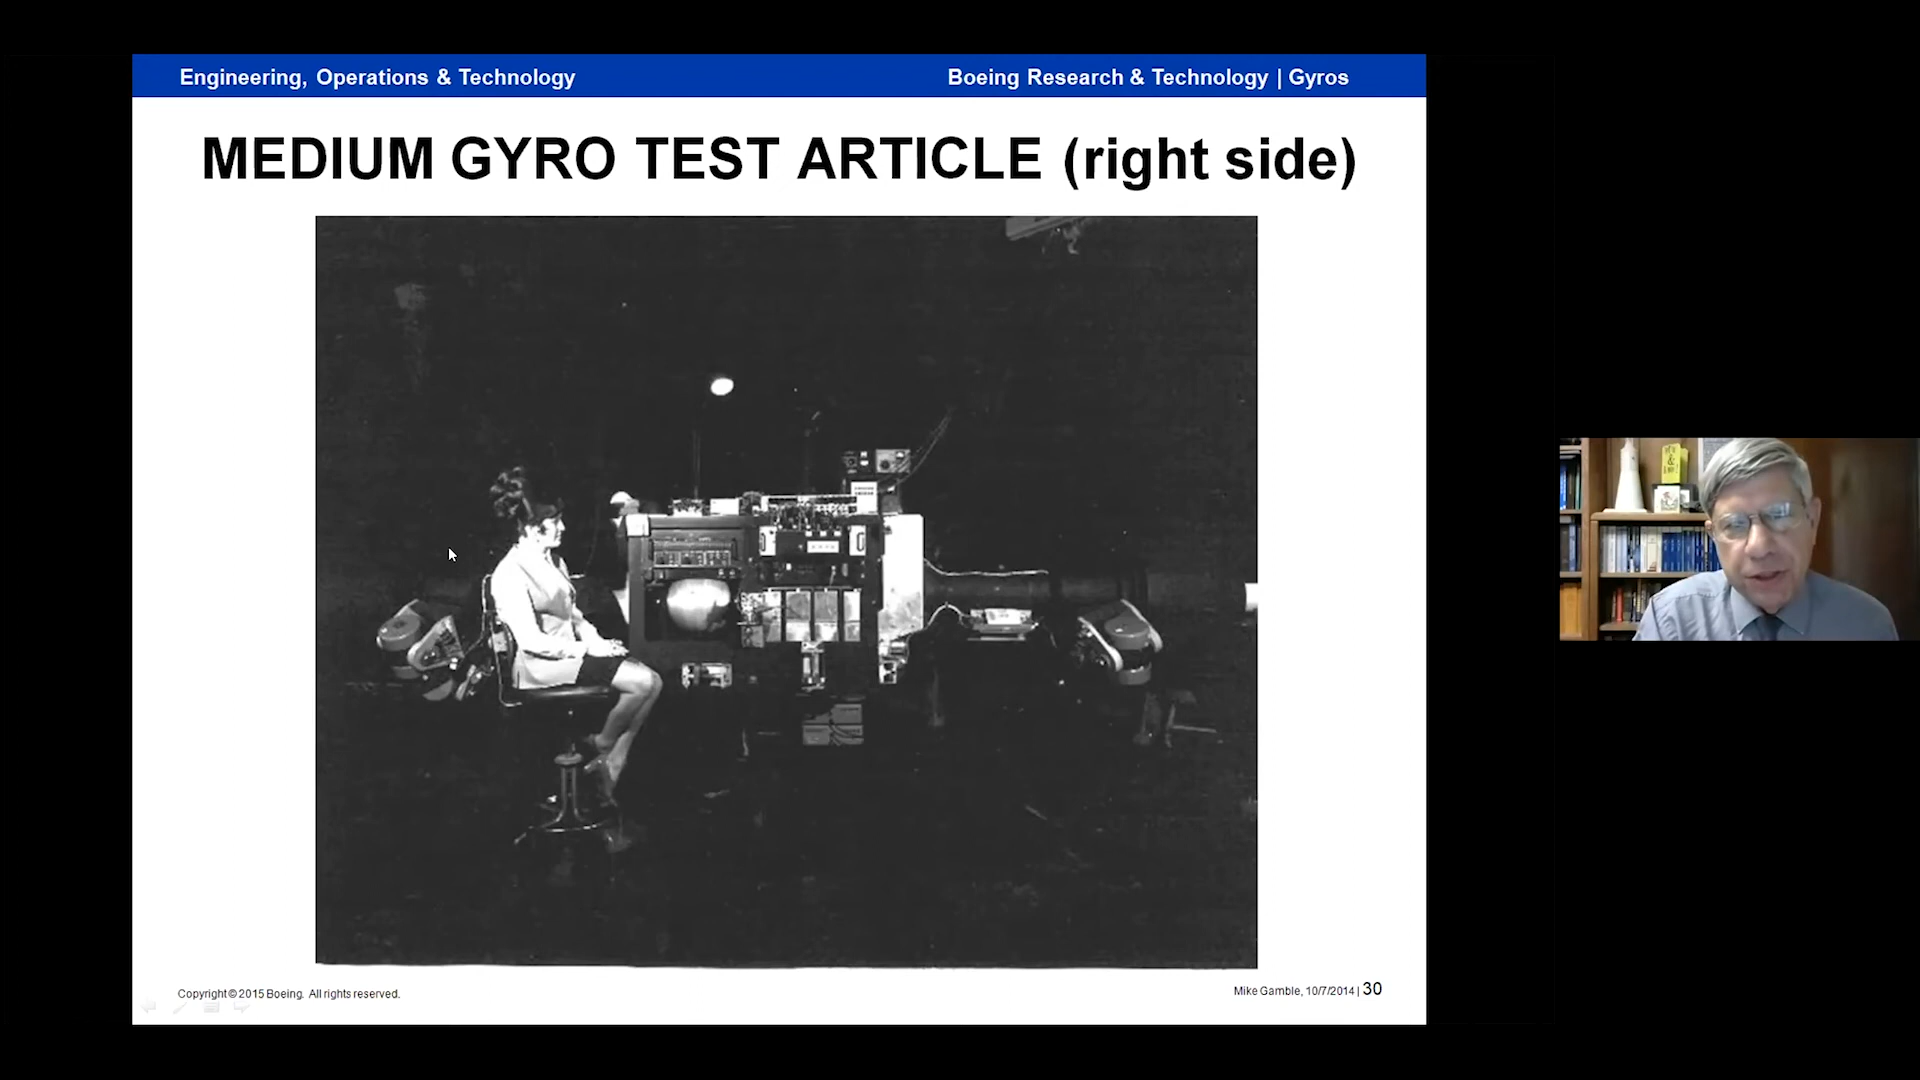 Engineering, Operations & Technology
Boeing Research & Technology | Gyros
MEDIUM GYRO TEST ARTICLE (right side)
Copyright © 2015 Boeing. All rights reserved.
Mike Gamble, 10/7/2014 | 30